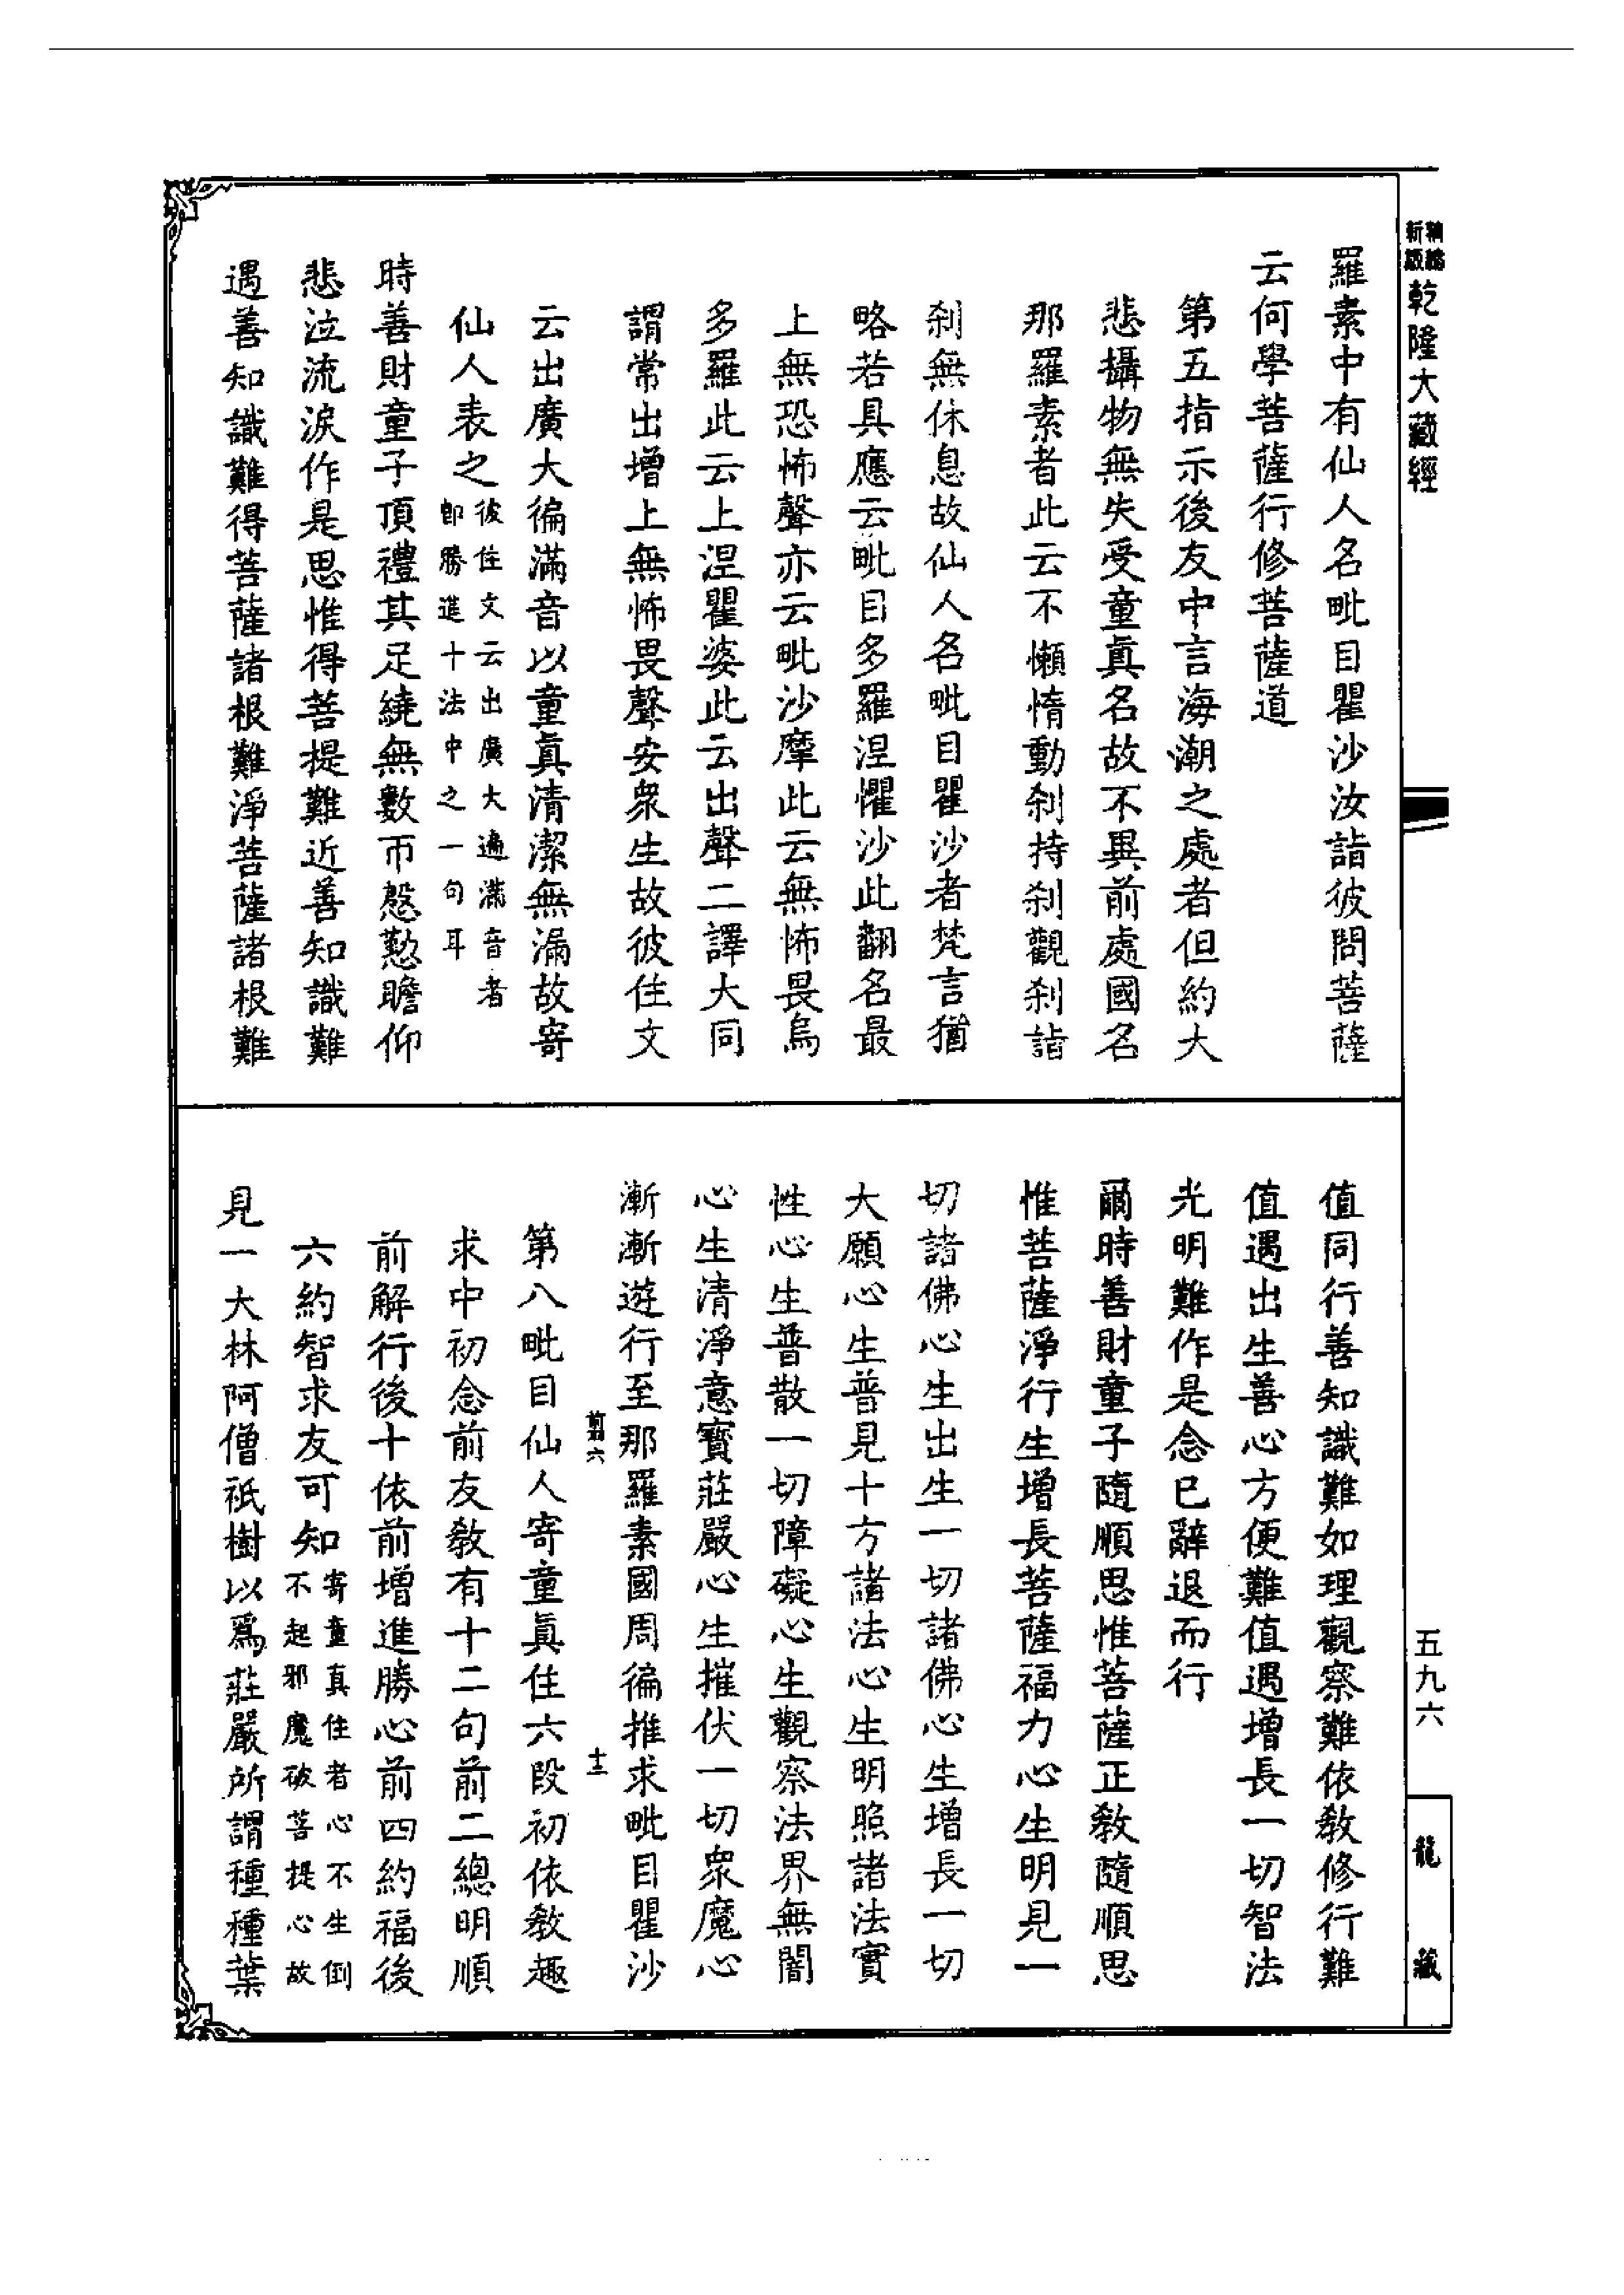 新編縮版
乾隆大藏經
羅素中有仙人名毗目瞿沙汝詣彼問菩薩
云何學菩薩行修菩薩道
第五指示後友中言海潮之處者但約大
悲攝物無失受童真名故不異前處國名
那羅素者此云不懶惰動剎持剎觀剎詣
剎無休息故仙人名毗目瞿沙者梵言猶
略若具應云毗目多羅涅懼沙此翻名最
上無恐怖聲亦云毗沙摩此云無怖畏烏
多羅此云上涅瞿婆此云出聲二譯大同
謂常出增上無怖畏聲安眾生故彼住文
云出廣大徧滿音以童真清潔無漏故寄
仙人表之彼住文云出廣大遍滿音者
即勝進十法中之一句耳
時善財童子頂禮其足繞無數帀慇懃瞻仰
悲泣流淚作是思惟得菩提難近善知識難
遇善知識難得菩薩諸根難淨菩薩諸根難
值同行善知識難如理觀察難依教修行難
值遇出生善心方便難值遇增長一切智法
光明難作是念已辭退而行
爾時善財童子隨順思惟菩薩正教隨順思
惟菩薩淨行生增長菩薩福力心生明見一
切諸佛心生出生一切諸佛心生增長一切
大願心生普見十方諸法心生明照諸法實
性心生普散一切障礙心生觀察法界無闇
心生清淨意寶莊嚴心生摧伏一切眾魔心
漸漸遊行至那羅素國周徧推求毗目瞿沙
翦六
十二
第八毗目仙人寄童真住六段初依教趣
求中初念前友教有十二句前二總明順
前解行後十依前增進勝心前四約福後
六約智求友可知寄童真住者心不生倒
不起邪魔破菩提心故
見一大林阿僧祇樹以爲莊嚴所謂種種葉
五九六
龍藏